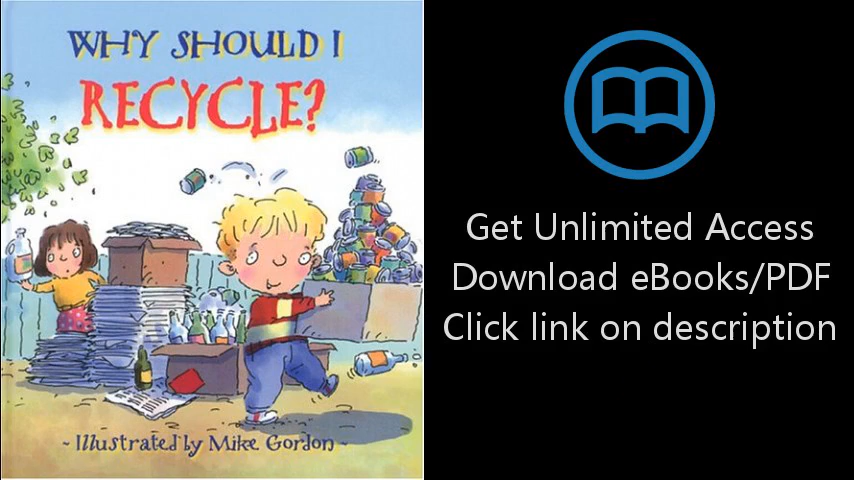 WHY SHOULD I
RECYCLE?
~ Illustrated by Mike Gordon ~
Get Unlimited Access
Download eBooks/PDF
Click link on description